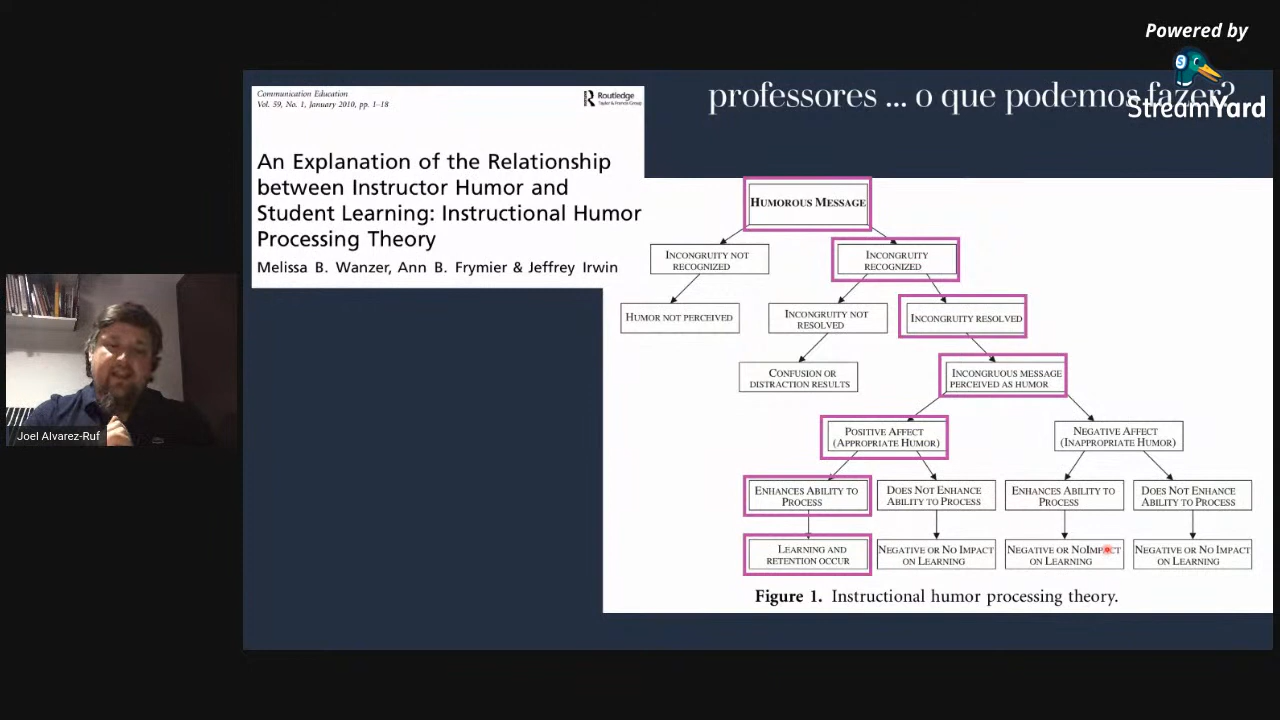 Powered by
StreamYard
professores ... o que podemos fazer?
Communication Education
Vol. 59, No. 1, January 2010, pp. 1–18
R Routledge
Taylor & Francis Group
An Explanation of the Relationship
between Instructor Humor and
Student Learning: Instructional Humor
Processing Theory
Melissa B. Wanzer, Ann B. Frymier & Jeffrey Irwin
HUMOROUS MESSAGE
INCONGRUITY NOT
RECOGNIZED
INCONGRUITY
RECOGNIZED
HUMOR NOT PERCEIVED
INCONGRUITY NOT
RESOLVED
INCONGRUITY RESOLVED
CONFUSION OR
DISTRACTION RESULTS
INCONGRUOUS MESSAGE
PERCEIVED AS HUMOR
POSITIVE AFFECT
(APPROPRIATE HUMOR)
NEGATIVE AFFECT
(INAPPROPRIATE HUMOR)
ENHANCES ABILITY TO
PROCESS
DOES NOT ENHANCE
ABILITY TO PROCESS
ENHANCES ABILITY TO
PROCESS
DOES NOT ENHANCE
ABILITY TO PROCESS
LEARNING AND
RETENTION OCCUR
NEGATIVE OR NO IMPACT
ON LEARNING
NEGATIVE OR NO IMPACT
ON LEARNING
NEGATIVE OR NO IMPACT
ON LEARNING
Figure 1. Instructional humor processing theory.
Joel Alvarez-Ruf